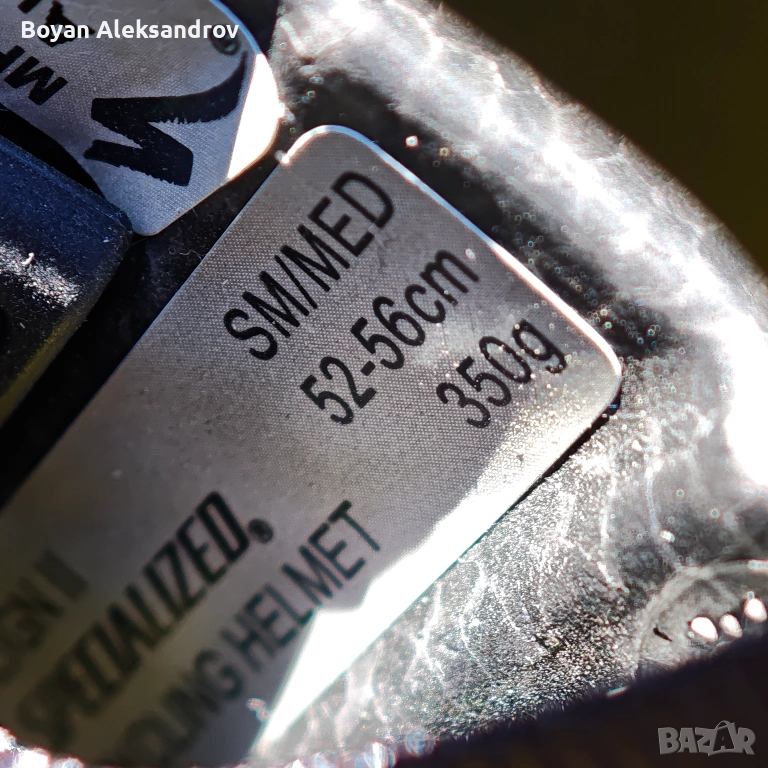 Boyan Aleksandrov
SM/MED
52-56cm
350g
SPECIALIZED®
HELMET
BAZAR